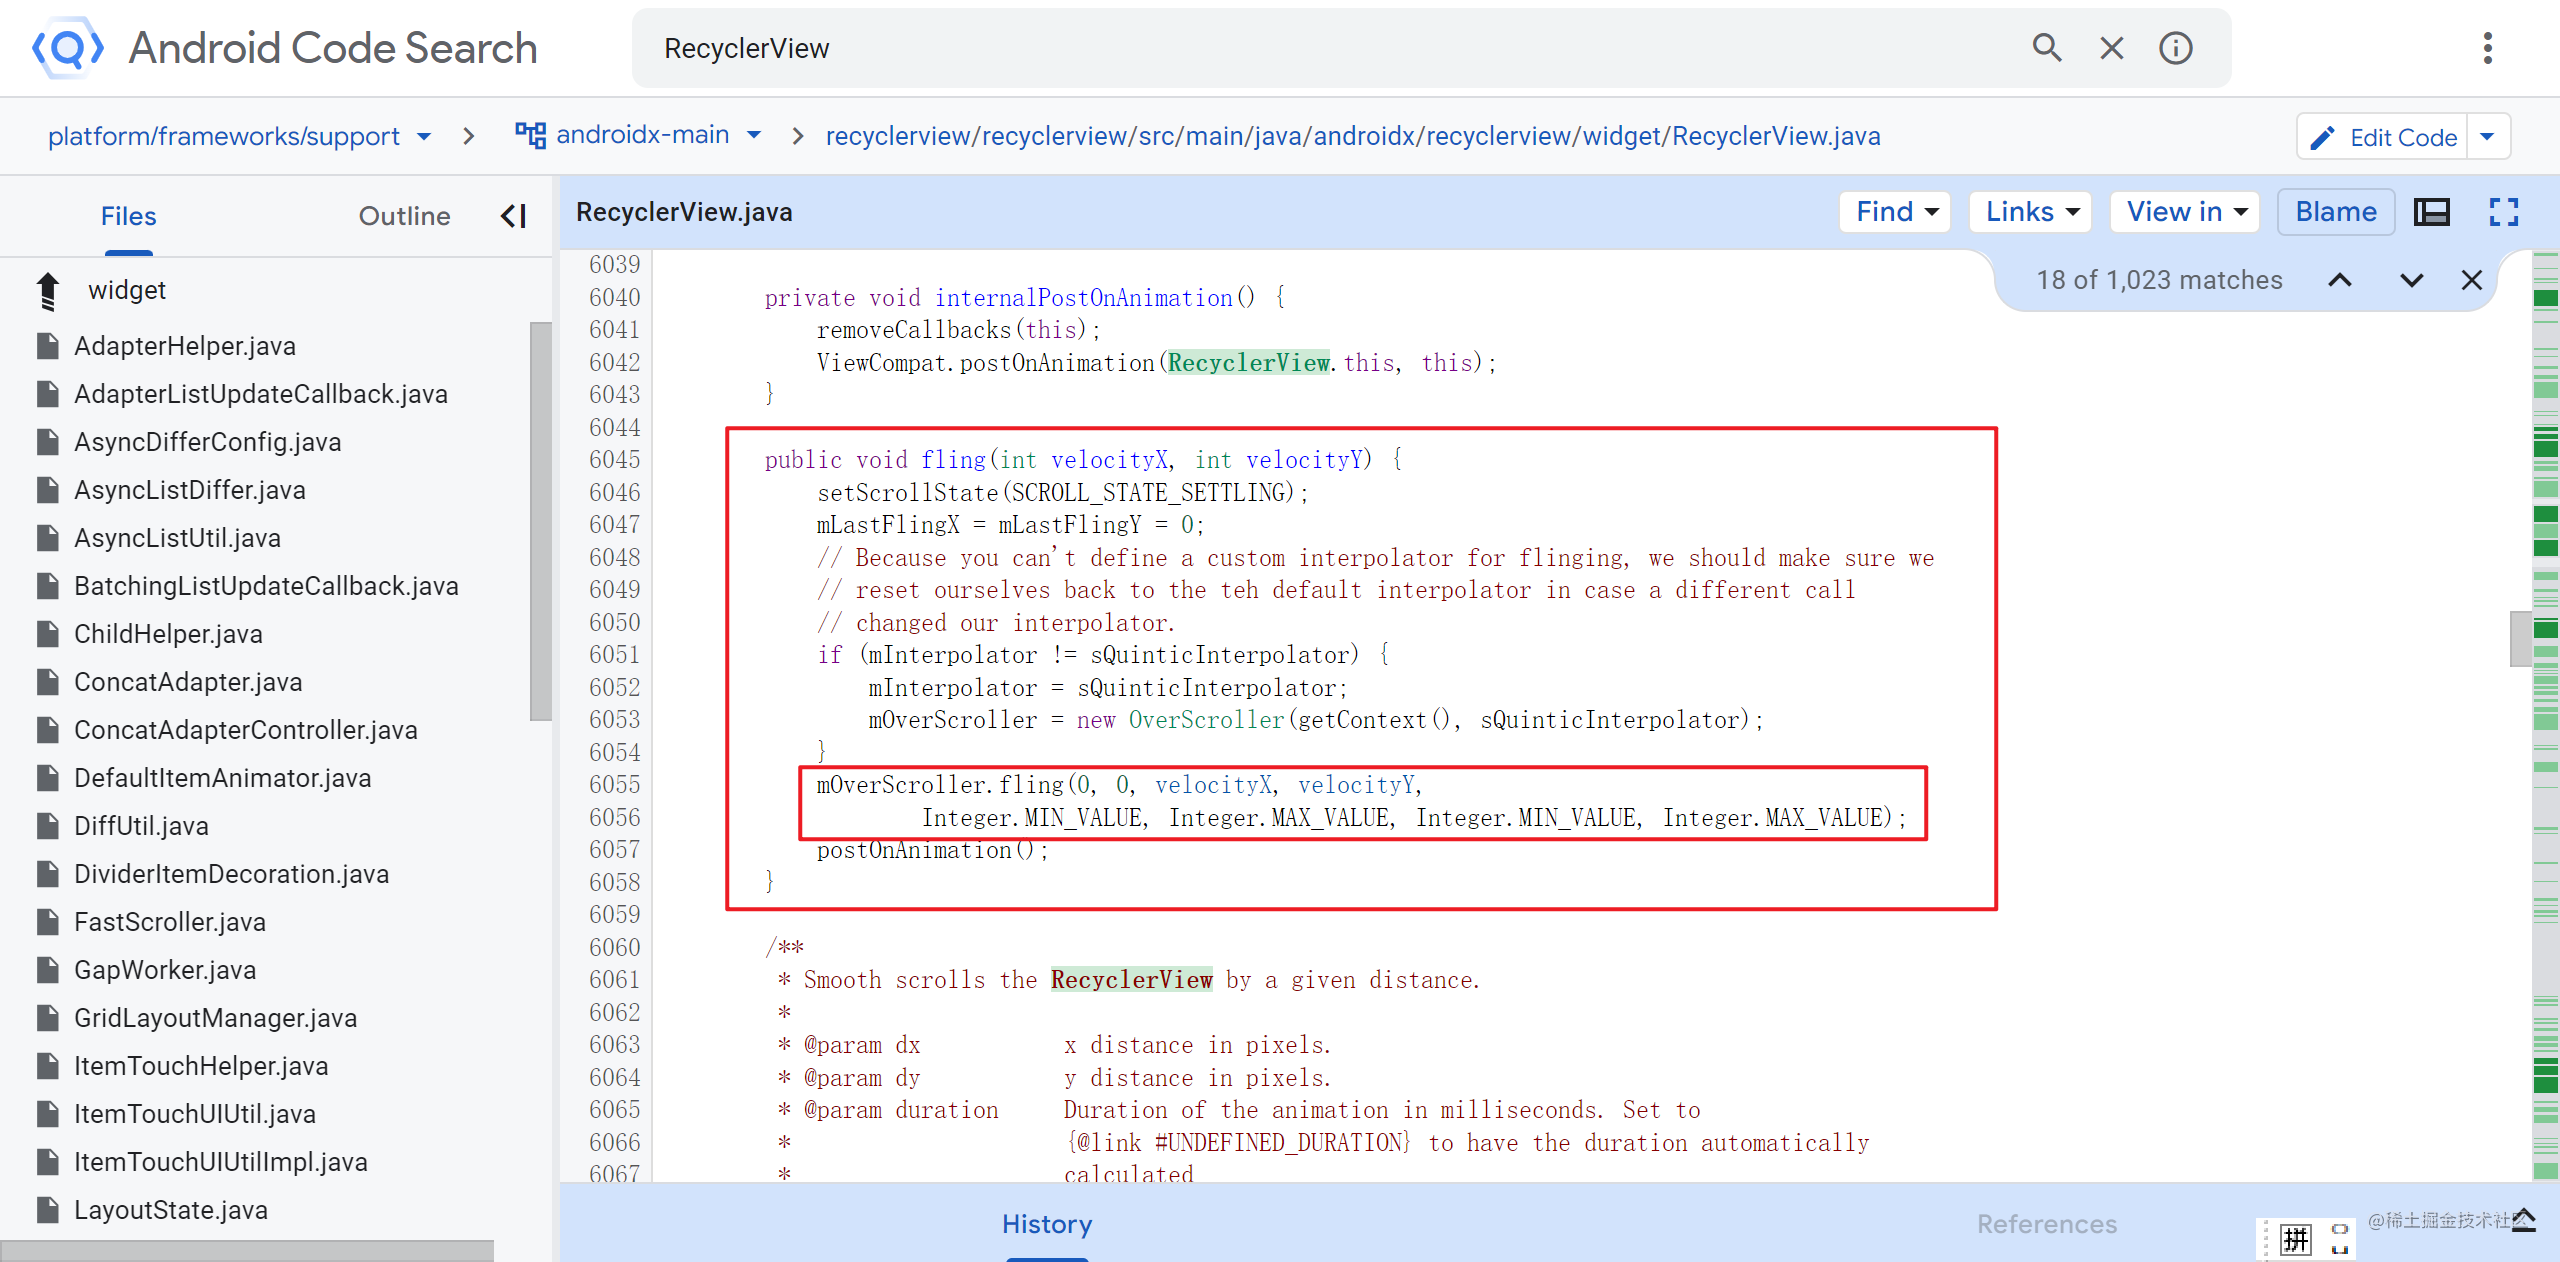 Android Code Search
RecyclerView
platform/frameworks/support
androidx-main
recyclerview/recyclerview/src/main/java/androidx/recyclerview/widget/RecyclerView.java
Edit Code
Files
Outline
RecyclerView.java
Find
Links
View in
Blame
18 of 1,023 matches
widget
AdapterHelper.java
AdapterListUpdateCallback.java
AsyncDifferConfig.java
AsyncListDiffer.java
AsyncListUtil.java
BatchingListUpdateCallback.java
ChildHelper.java
ConcatAdapter.java
ConcatAdapterController.java
DefaultItemAnimator.java
DiffUtil.java
DividerItemDecoration.java
FastScroller.java
GapWorker.java
GridLayoutManager.java
ItemTouchHelper.java
ItemTouchUIUtil.java
ItemTouchUIUtilImpl.java
LayoutState.java
6039
6040 private void internalPostOnAnimation() {
6041 removeCallbacks(this);
6042 ViewCompat.postOnAnimation(RecyclerView.this, this);
6043 }
6044
6045 public void fling(int velocityX, int velocityY) {
6046 setScrollState(SCROLL_STATE_SETTLING);
6047 mLastFlingX = mLastFlingY = 0;
6048 // Because you can't define a custom interpolator for flinging, we should make sure we
6049 // reset ourselves back to the teh default interpolator in case a different call
6050 // changed our interpolator.
6051 if (mInterpolator != sQuinticInterpolator) {
6052 mInterpolator = sQuinticInterpolator;
6053 mOverScroller = new OverScroller(getContext(), sQuinticInterpolator);
6054 }
6055 mOverScroller.fling(0, 0, velocityX, velocityY,
6056 Integer.MIN_VALUE, Integer.MAX_VALUE, Integer.MIN_VALUE, Integer.MAX_VALUE);
6057 postOnAnimation();
6058 }
6059
6060 /**
6061 * Smooth scrolls the RecyclerView by a given distance.
6062 *
6063 * @param dx x distance in pixels.
6064 * @param dy y distance in pixels.
6065 * @param duration Duration of the animation in milliseconds. Set to
6066 * {@link #UNDEFINED_DURATION} to have the duration automatically
6067 * calculated
History
References
拼
@稀土掘金技术社区